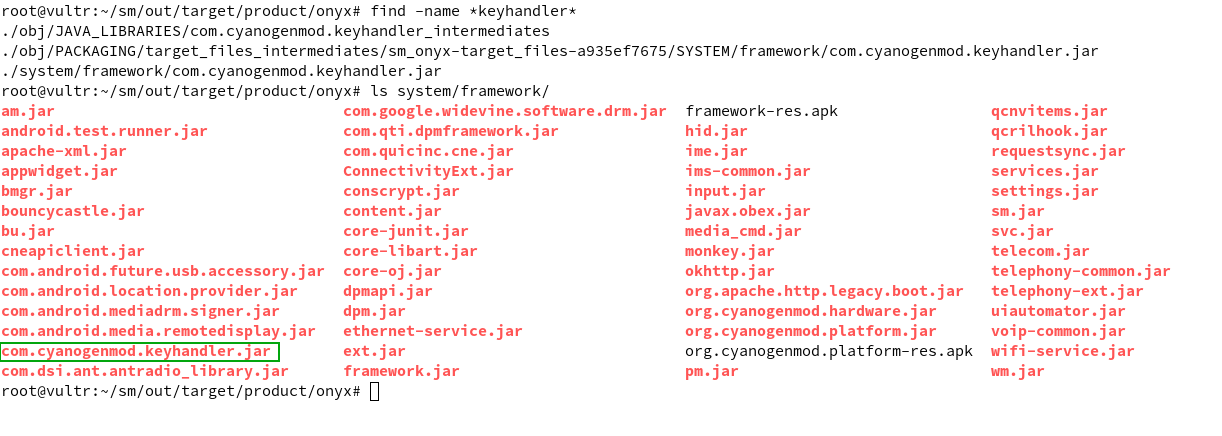 root@vultr:~/sm/out/target/product/onyx# find -name *keyhandler*
./obj/JAVA_LIBRARIES/com.cyanogenmod.keyhandler_intermediates
./obj/PACKAGING/target_files_intermediates/sm_onyx-target_files-a935ef7675/SYSTEM/framework/com.cyanogenmod.keyhandler.jar
./system/framework/com.cyanogenmod.keyhandler.jar
root@vultr:~/sm/out/target/product/onyx# ls system/framework/
am.jar com.google.widevine.software.drm.jar framework-res.apk qcnvitems.jar
android.test.runner.jar com.qti.dpmframework.jar hid.jar qcrilhook.jar
apache-xml.jar com.quicinc.cne.jar ime.jar requestsync.jar
appwidget.jar ConnectivityExt.jar ims-common.jar services.jar
bmgr.jar conscrypt.jar input.jar settings.jar
bouncycastle.jar content.jar javax.obex.jar sm.jar
bu.jar core-junit.jar media_cmd.jar svc.jar
cneapiclient.jar core-libart.jar monkey.jar telecom.jar
com.android.future.usb.accessory.jar core-oj.jar okhttp.jar telephony-common.jar
com.android.location.provider.jar dpmapi.jar org.apache.http.legacy.boot.jar telephony-ext.jar
com.android.mediadrm.signer.jar dpm.jar org.cyanogenmod.hardware.jar uiautomator.jar
com.android.media.remotedisplay.jar ethernet-service.jar org.cyanogenmod.platform.jar voip-common.jar
com.cyanogenmod.keyhandler.jar ext.jar org.cyanogenmod.platform-res.apk wifi-service.jar
com.dsi.ant.antradio_library.jar framework.jar pm.jar wm.jar
root@vultr:~/sm/out/target/product/onyx#